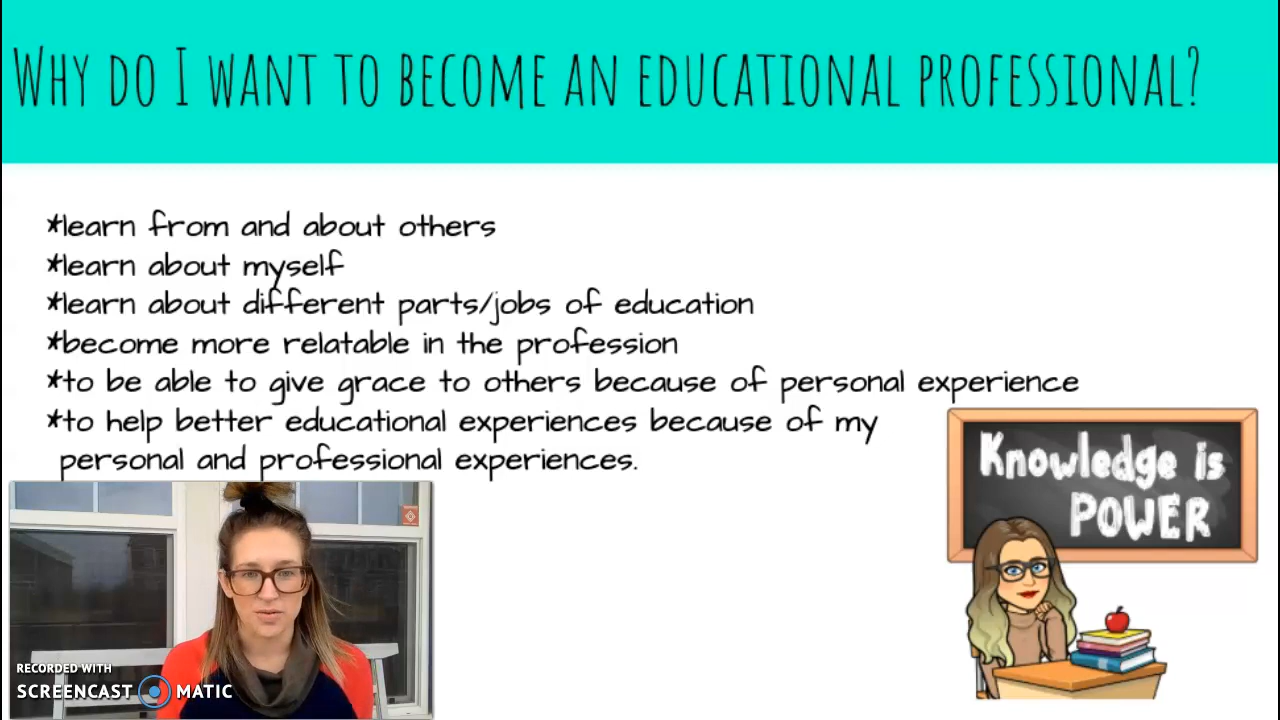 Why do I want to become an educational professional?
*learn from and about others
*learn about myself
*learn about different parts/jobs of education
*become more relatable in the profession
*to be able to give grace to others because of personal experience
*to help better educational experiences because of my
personal and professional experiences.
Knowledge is
POWER
RECORDED WITH
SCREENCAST MATIC